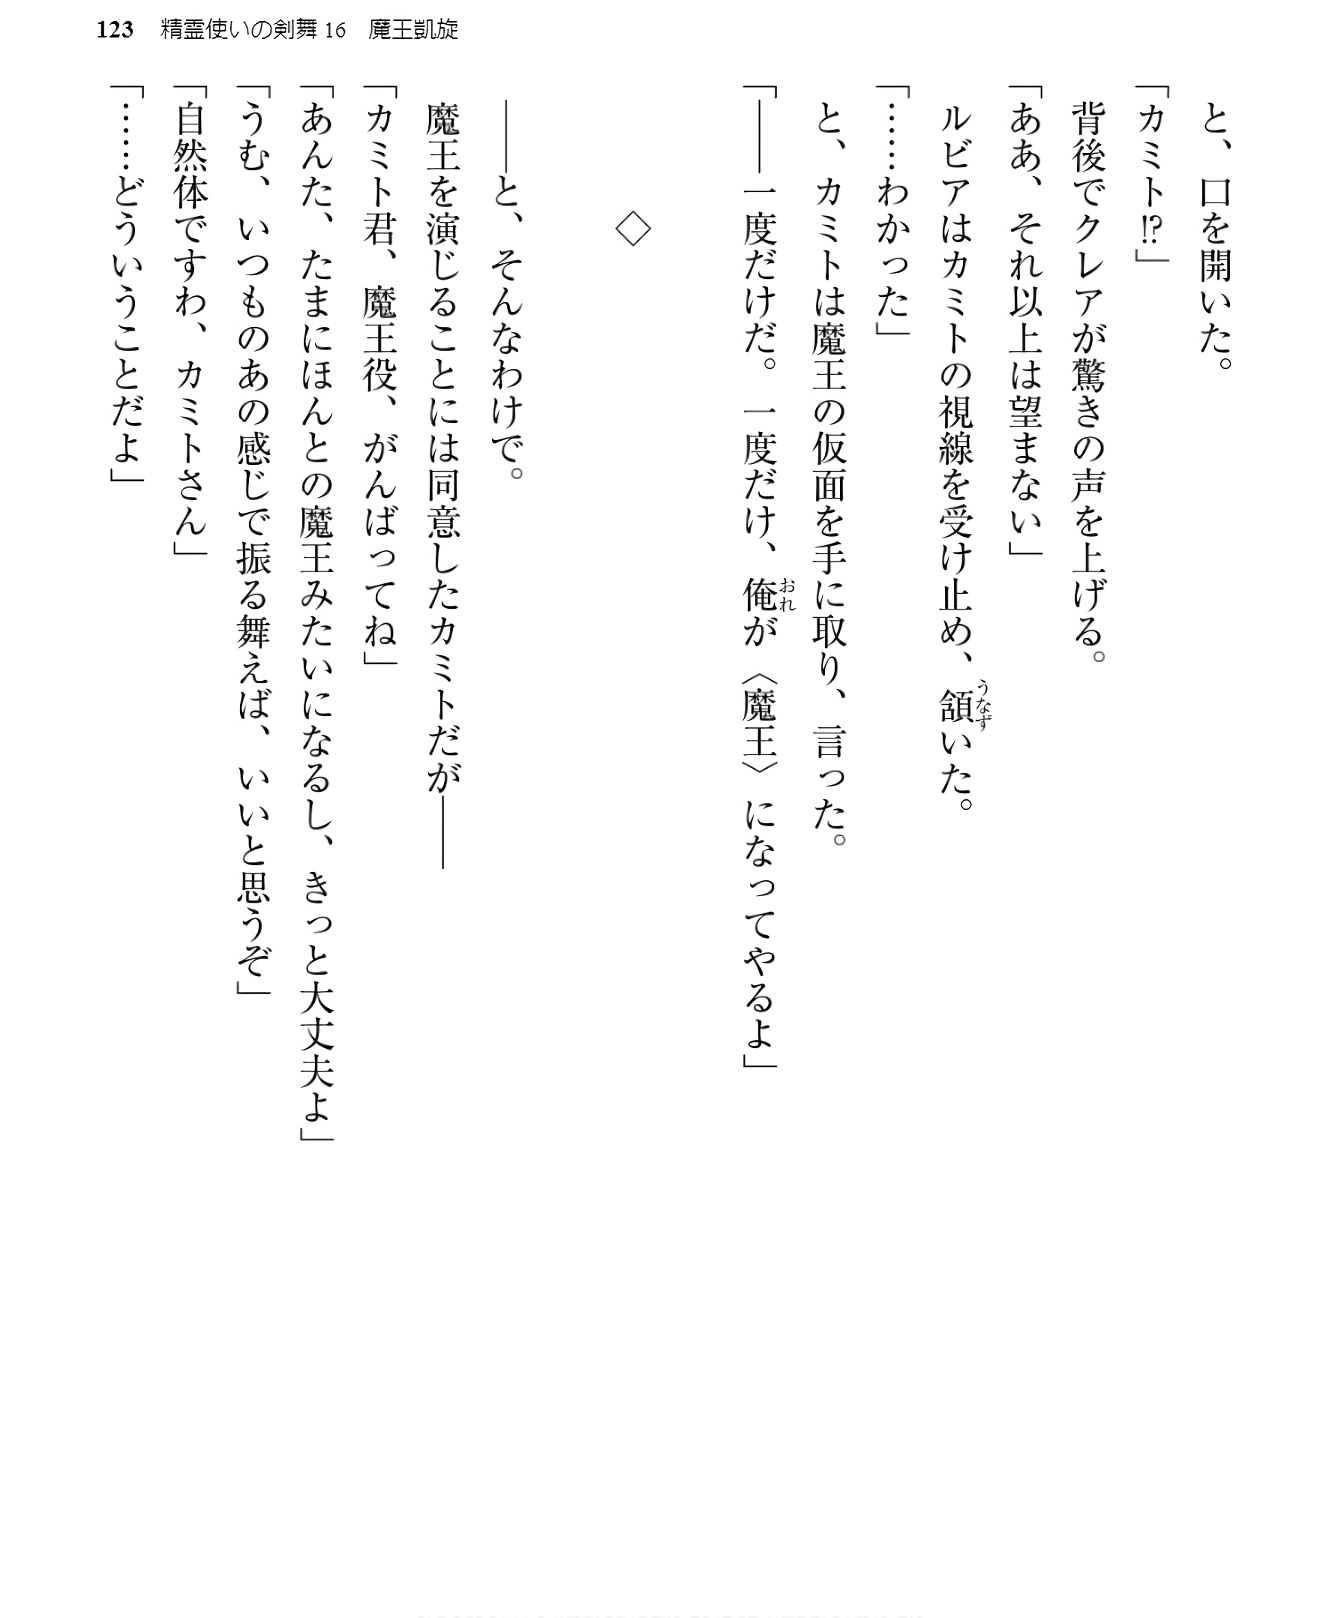 123 精霊使いの剣舞16 魔王凱旋
と、口を開いた。
「カミト!?」
背後でクレアが驚きの声を上げる。
「ああ、それ以上は望まない」
ルビアはカミトの視線を受け止め、頷いた。
「……わかった」
と、カミトは魔王の仮面を手に取り、言った。
「――一度だけだ。一度だけ、俺が〈魔王〉になってやるよ」
◇
――と、そんなわけで。
魔王を演じることには同意したカミトだが――
「カミト君、魔王役、がんばってね」
「あんた、たまにほんとの魔王みたいになるし、きっと大丈夫よ」
「うむ、いつものあの感じで振る舞えば、いいと思うぞ」
「自然体ですわ、カミトさん」
「……どういうことだよ」